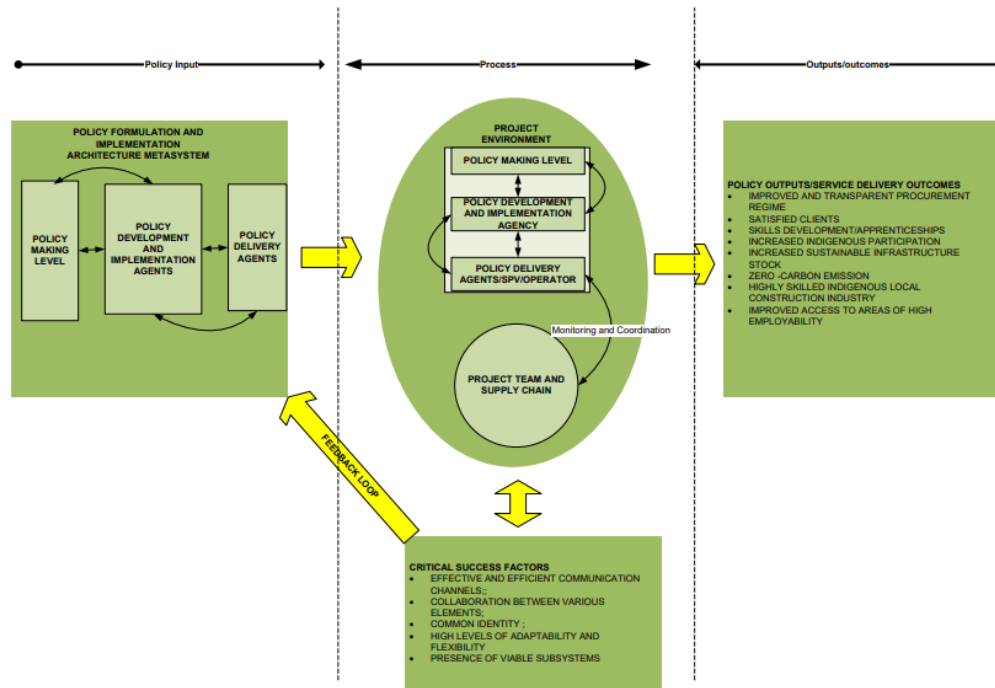 Policy Input
Process
Outputs/outcomes
POLICY FORMULATION AND
IMPLEMENTATION
ARCHITECTURE METASYSTEM
POLICY
MAKING
LEVEL
POLICY
DEVELOPMENT
AND
IMPLEMENTATION
AGENTS
POLICY
DELIVERY
AGENTS
PROJECT
ENVIRONMENT
POLICY MAKING LEVEL
POLICY DEVELOPMENT
AND IMPLEMENTATION
AGENCY
POLICY DELIVERY
AGENTS/SPV/OPERATOR
Monitoring and Coordination
PROJECT TEAM AND
SUPPLY CHAIN
POLICY OUTPUTS/SERVICE DELIVERY OUTCOMES
• IMPROVED AND TRANSPARENT PROCUREMENT
REGIME
• SATISFIED CLIENTS
• SKILLS DEVELOPMENT/APPRENTICESHIPS
• INCREASED INDIGENOUS PARTICIPATION
• INCREASED SUSTAINABLE INFRASTRUCTURE
STOCK
• ZERO -CARBON EMISSION
• HIGHLY SKILLED INDIGENOUS LOCAL
CONSTRUCTION INDUSTRY
• IMPROVED ACCESS TO AREAS OF HIGH
EMPLOYABILITY
FEEDBACK LOOP
CRITICAL SUCCESS FACTORS
• EFFECTIVE AND EFFICIENT COMMUNICATION
CHANNELS;;
• COLLABORATION BETWEEN VARIOUS
ELEMENTS;
• COMMON IDENTITY ;
• HIGH LEVELS OF ADAPTABILITY AND
FLEXIBILITY
• PRESENCE OF VIABLE SUBSYSTEMS